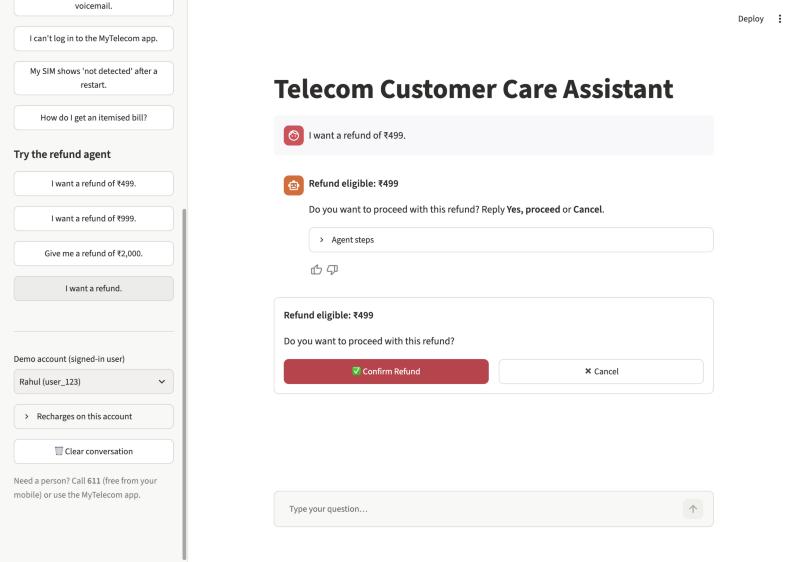 voicemail.
I can't log in to the MyTelecom app.
My SIM shows 'not detected' after a
restart.
How do I get an itemised bill?
Try the refund agent
I want a refund of ₹499.
I want a refund of ₹999.
Give me a refund of ₹2,000.
I want a refund.
Demo account (signed-in user)
Rahul (user_123)
Recharges on this account
Clear conversation
Need a person? Call 611 (free from your
mobile) or use the MyTelecom app.
Deploy
Telecom Customer Care Assistant
I want a refund of ₹499.
Refund eligible: ₹499
Do you want to proceed with this refund? Reply Yes, proceed or Cancel.
Agent steps
Refund eligible: ₹499
Do you want to proceed with this refund?
✅ Confirm Refund
✖ Cancel
Type your question…